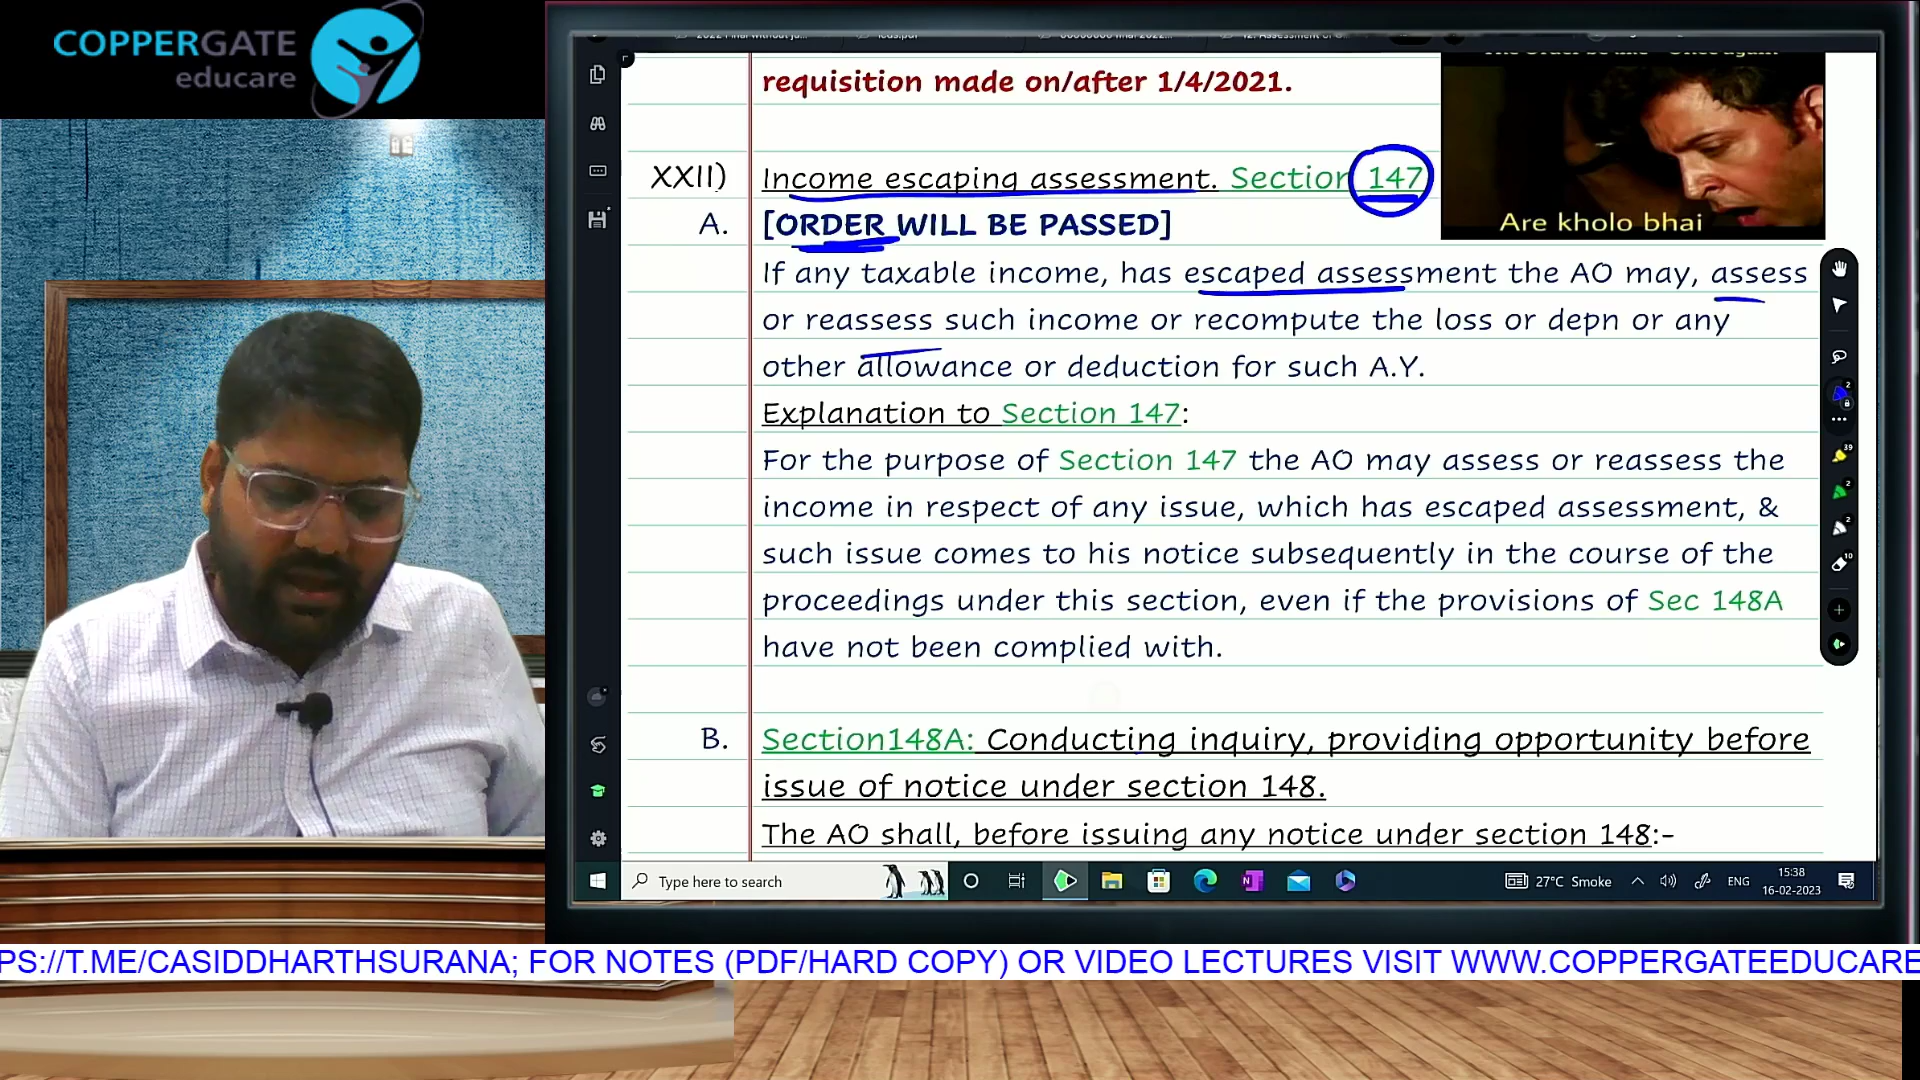 COPPERGATE
educare
requisition made on/after 1/4/2021.
XXII) Income escaping assessment. Section 147
A. [ORDER WILL BE PASSED]
Are kholo bhai
If any taxable income, has escaped assessment the AO may, assess
or reassess such income or recompute the loss or depn or any
other allowance or deduction for such A.Y.
Explanation to Section 147:
For the purpose of Section 147 the AO may assess or reassess the
income in respect of any issue, which has escaped assessment, &
such issue comes to his notice subsequently in the course of the
proceedings under this section, even if the provisions of Sec 148A
have not been complied with.
B. Section148A: Conducting inquiry, providing opportunity before
issue of notice under section 148.
The AO shall, before issuing any notice under section 148:-
Type here to search
27°C Smoke
ENG
15:38
16-02-2023
PS://T.ME/CASIDDHARTHSURANA; FOR NOTES (PDF/HARD COPY) OR VIDEO LECTURES VISIT WWW.COPPERGATEEDUCARE